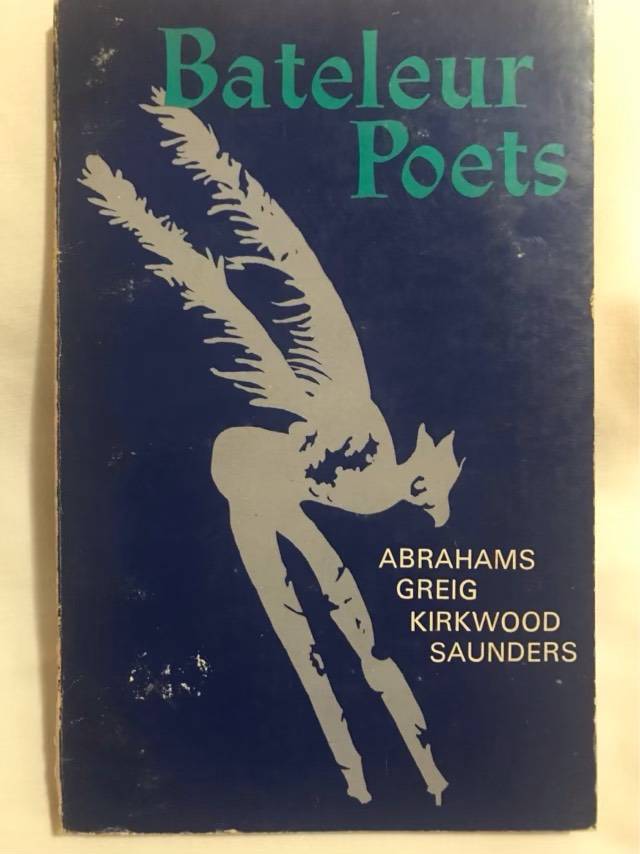 Bateleur
Poets
ABRAHAMS
GREIG
KIRKWOOD
SAUNDERS